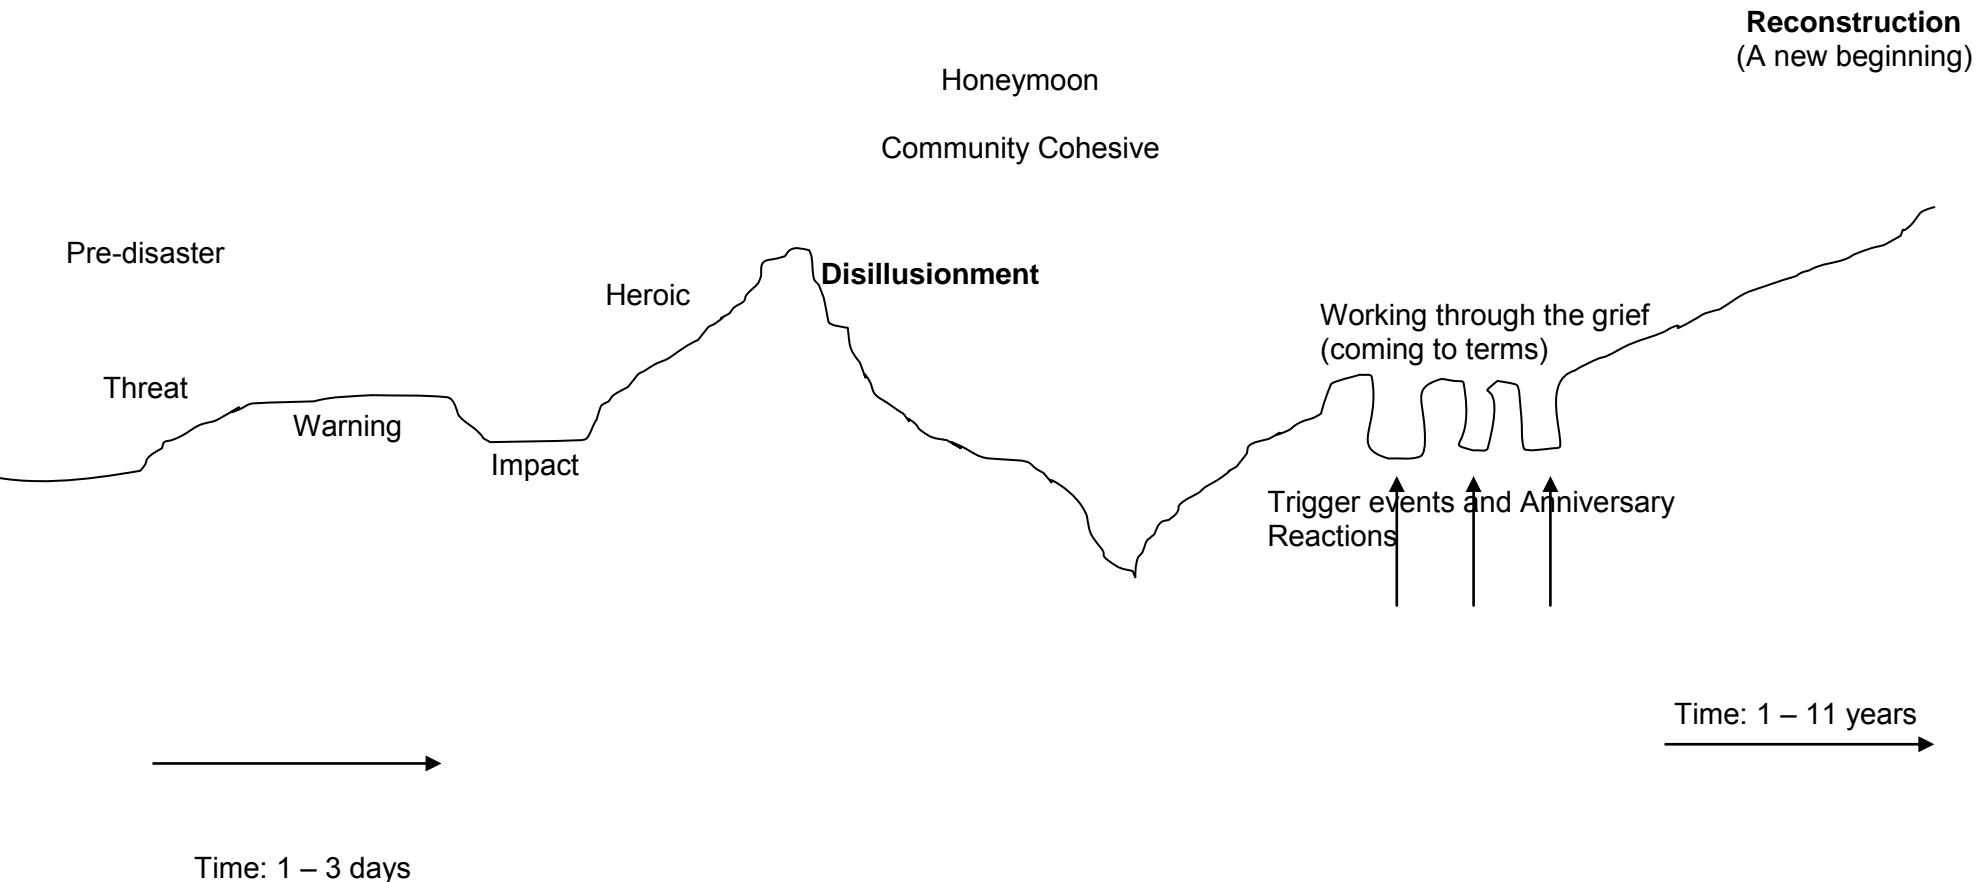 Reconstruction
(A new beginning)
Honeymoon
Community Cohesive
Pre-disaster
Disillusionment
Heroic
Working through the grief
(coming to terms)
Threat
Warning
Impact
Trigger events and Anniversary
Reactions
Time: 1 – 11 years
Time: 1 – 3 days